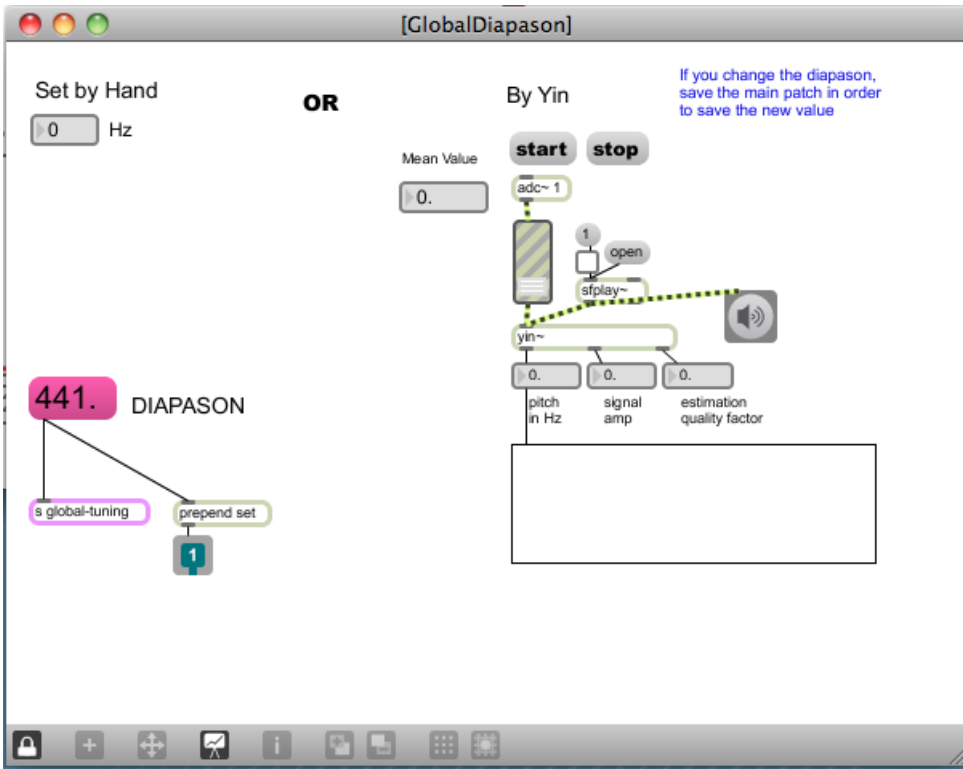 [GlobalDiapason]
Set by Hand
0 Hz
OR
By Yin
If you change the diapason,
save the main patch in order
to save the new value
start stop
Mean Value
0.
adc~ 1
1
open
sfplay~
yin~
0. 0. 0.
pitch
in Hz
signal
amp
estimation
quality factor
441. DIAPASON
s global-tuning
prepend set
1